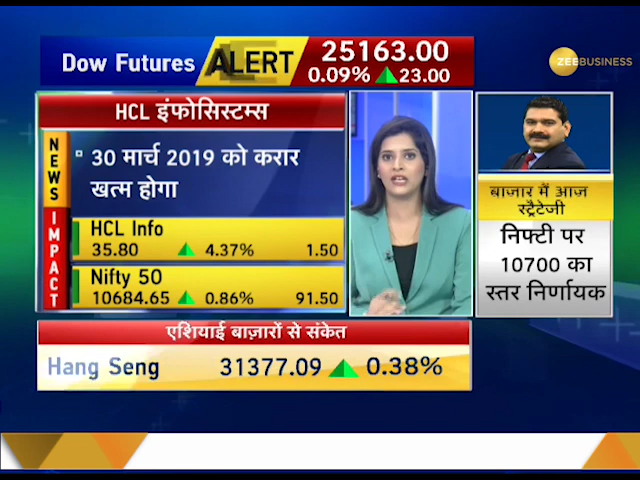 Dow Futures
ALERT
25163.00
0.09% 23.00
ZEE BUSINESS
HCL इंफोसिस्टम्स
NEWS
IMPACT
30 मार्च 2019 को करार
खत्म होगा
HCL Info
35.80 4.37% 1.50
Nifty 50
10684.65 0.86% 91.50
बाज़ार में आज
स्ट्रैटेजी
निफ्टी पर
10700 का
स्तर निर्णायक
एशियाई बाज़ारों से संकेत
Hang Seng 31377.09 0.38%